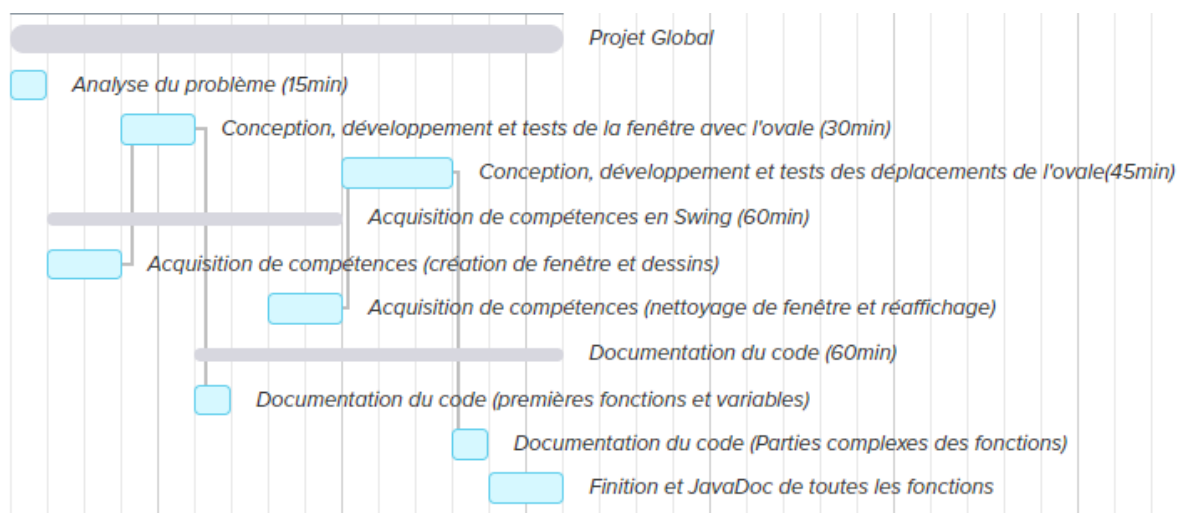 Projet Global
Analyse du problème (15min)
Conception, développement et tests de la fenêtre avec l'ovale (30min)
Conception, développement et tests des déplacements de l'ovale(45min)
Acquisition de compétences en Swing (60min)
Acquisition de compétences (création de fenêtre et dessins)
Acquisition de compétences (nettoyage de fenêtre et réaffichage)
Documentation du code (60min)
Documentation du code (premières fonctions et variables)
Documentation du code (Parties complexes des fonctions)
Finition et JavaDoc de toutes les fonctions